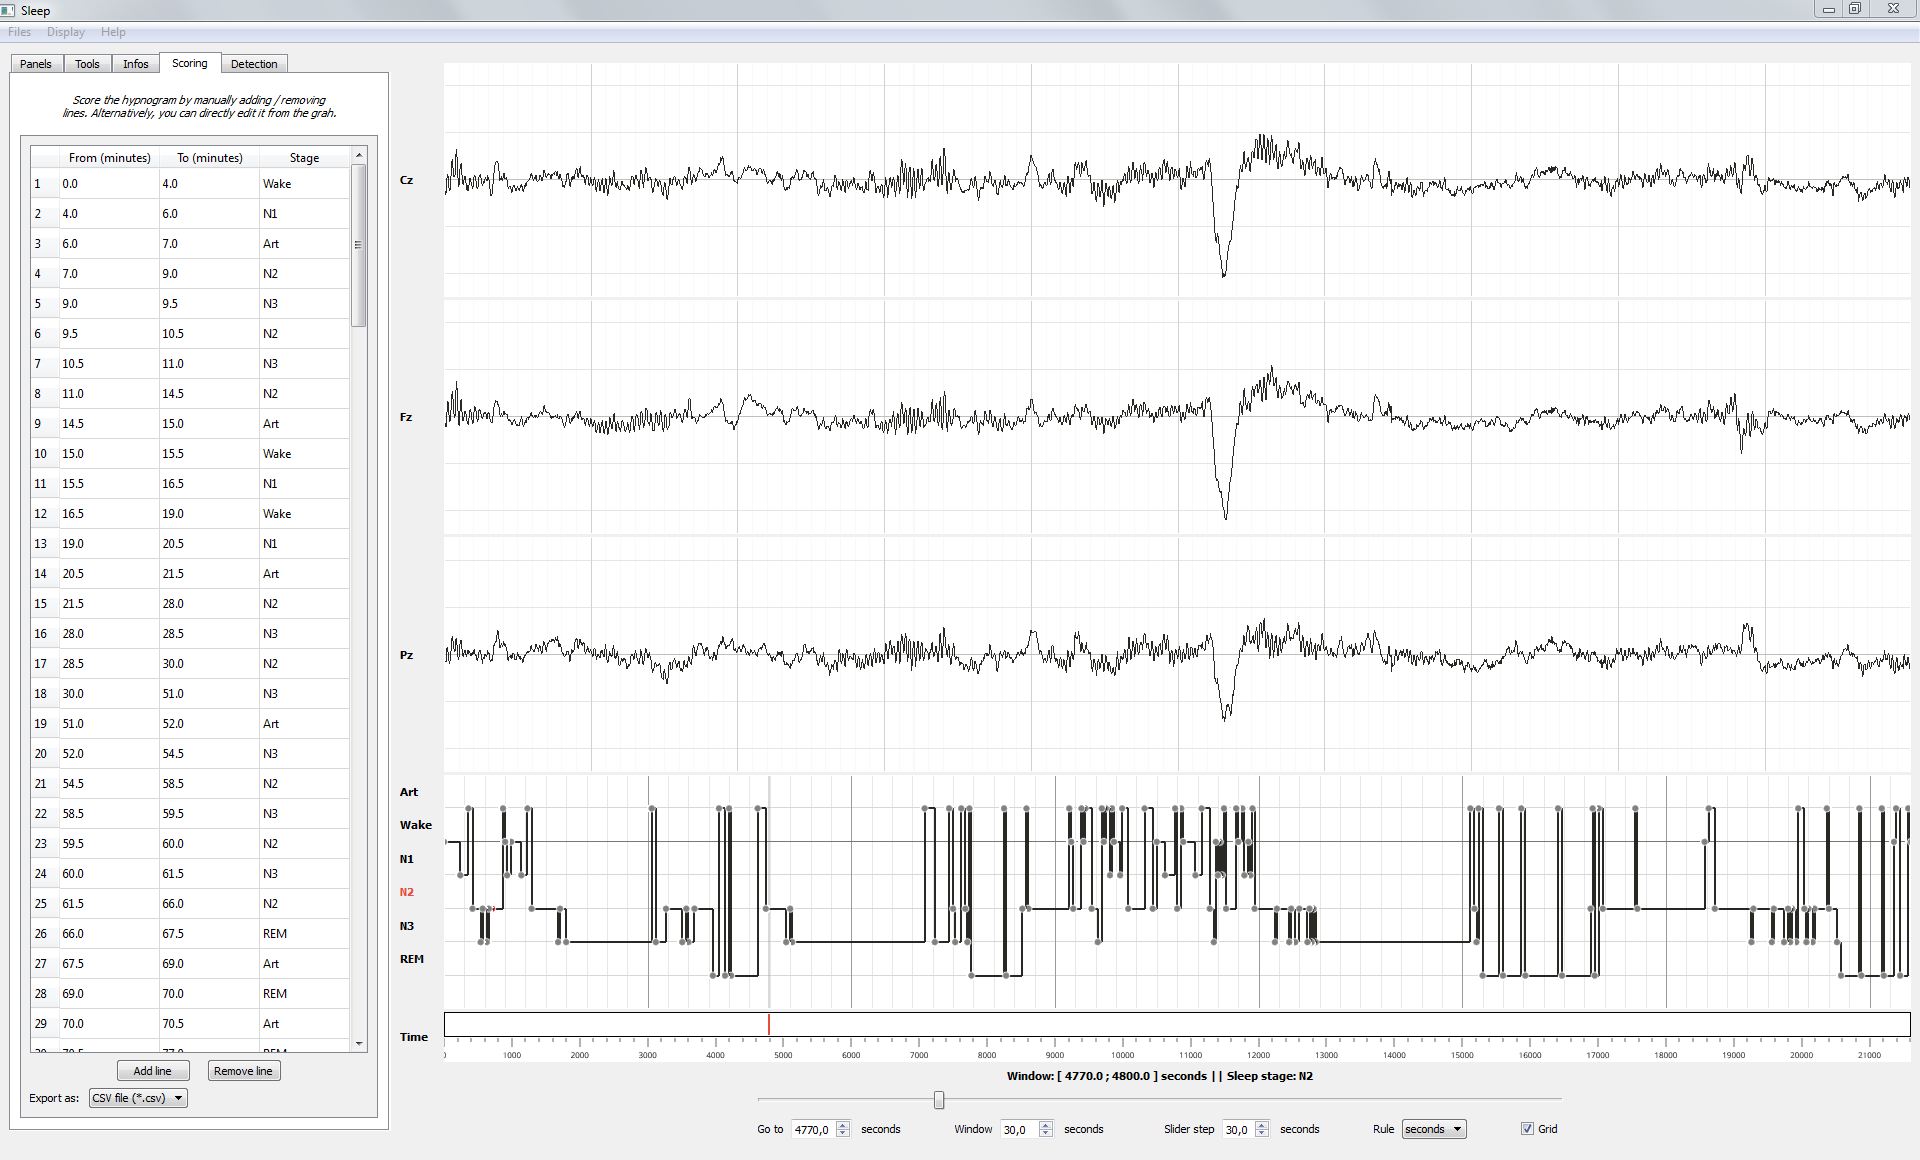 Sleep
Files Display Help
Panels Tools Infos Scoring Detection
Score the hypnogram by manually adding / removing
lines. Alternatively, you can directly edit it from the grah.
From (minutes) To (minutes) Stage
1 0.0 4.0 Wake
2 4.0 6.0 N1
3 6.0 7.0 Art
4 7.0 9.0 N2
5 9.0 9.5 N3
6 9.5 10.5 N2
7 10.5 11.0 N3
8 11.0 14.5 N2
9 14.5 15.0 Art
10 15.0 15.5 Wake
11 15.5 16.5 N1
12 16.5 19.0 Wake
13 19.0 20.5 N1
14 20.5 21.5 Art
15 21.5 28.0 N2
16 28.0 28.5 N3
17 28.5 30.0 N2
18 30.0 51.0 N3
19 51.0 52.0 Art
20 52.0 54.5 N3
21 54.5 58.5 N2
22 58.5 59.5 N3
23 59.5 60.0 N2
24 60.0 61.5 N3
25 61.5 66.0 N2
26 66.0 67.5 REM
27 67.5 69.0 Art
28 69.0 70.0 REM
29 70.0 70.5 Art
Add line Remove line
Export as: CSV file (*.csv)
Cz
Fz
Pz
Art
Wake
N1
N2
N3
REM
Time
0 1000 2000 3000 4000 5000 6000 7000 8000 9000 10000 11000 12000 13000 14000 15000 16000 17000 18000 19000 20000 21000
Window: [ 4770.0 ; 4800.0 ] seconds || Sleep stage: N2
Go to 4770,0 seconds Window 30,0 seconds Slider step 30,0 seconds Rule seconds Grid